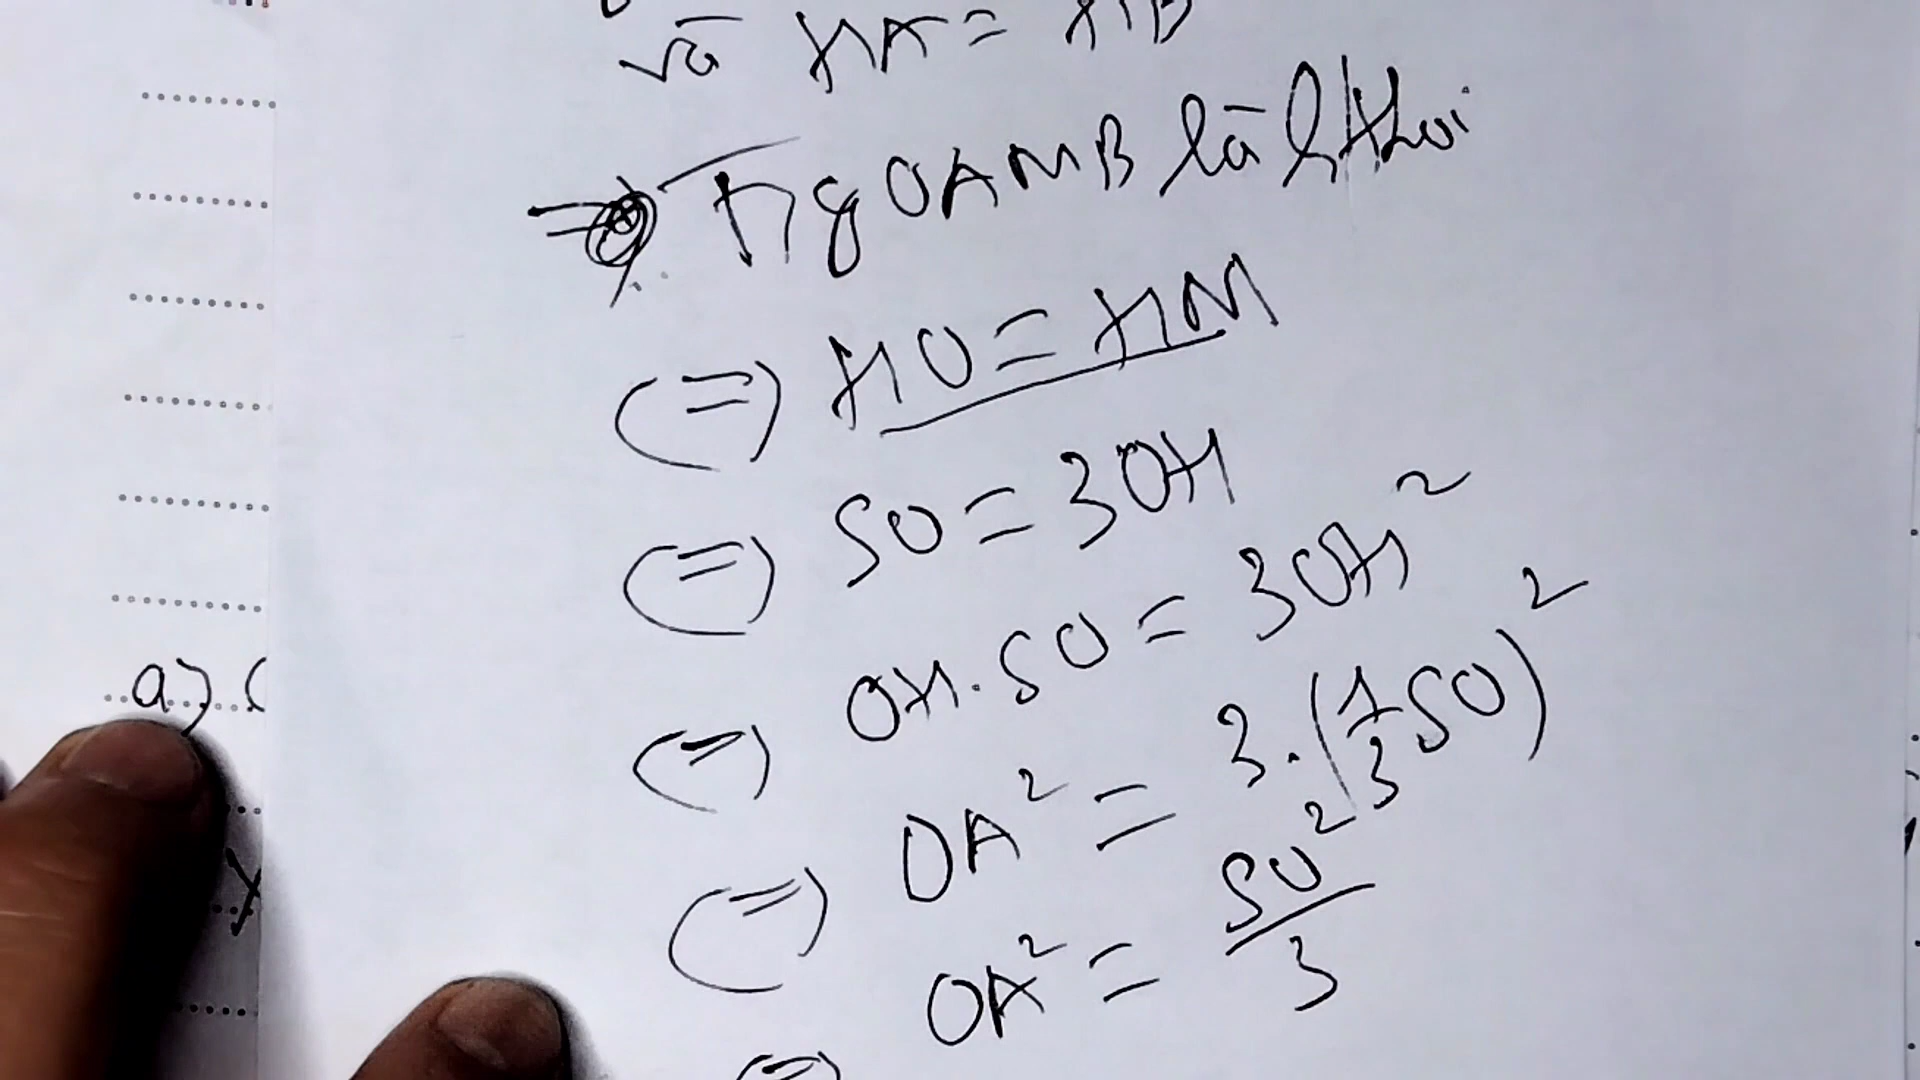 và HA = HB
=> Tg OAMB là h thoi
(=) HO = HM
(=) SO = 3OH
(=) OH.SO = 3OH²
(=) OA² = 3.(1/3 SO)²
(=) OA² = SO²/3
(=)
a)